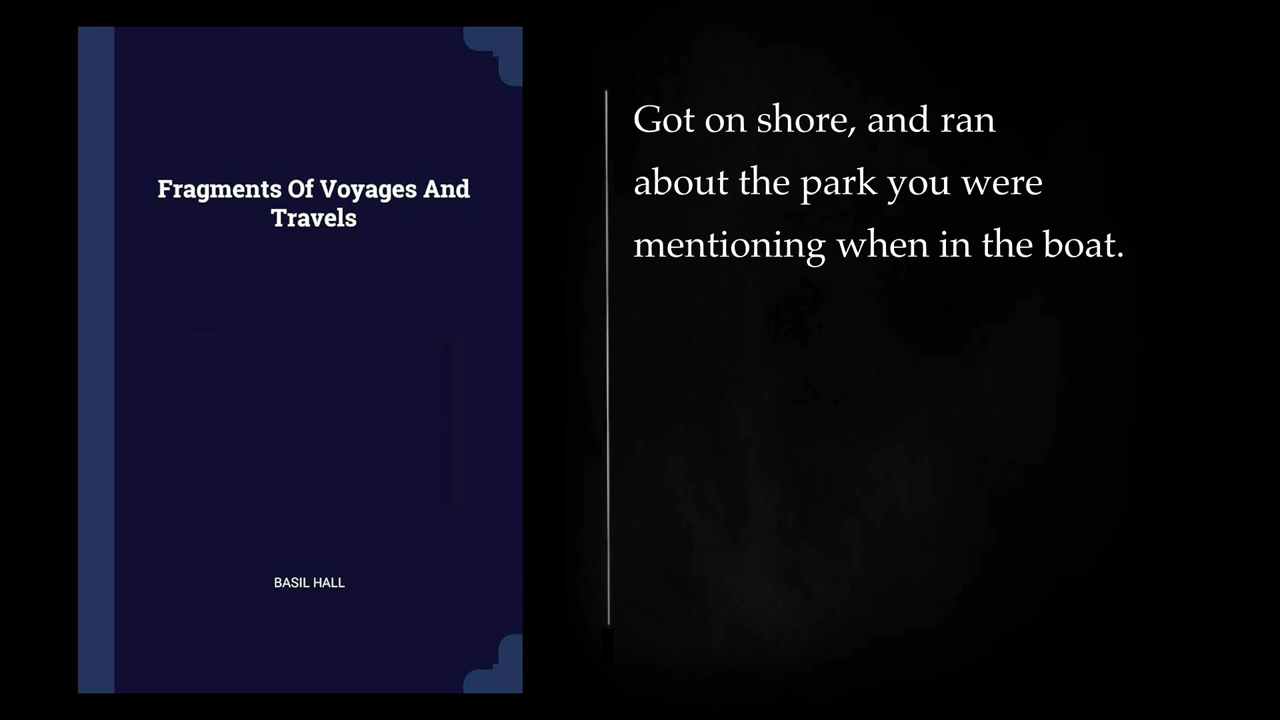 Fragments Of Voyages And
Travels
BASIL HALL
Got on shore, and ran
about the park you were
mentioning when in the boat.